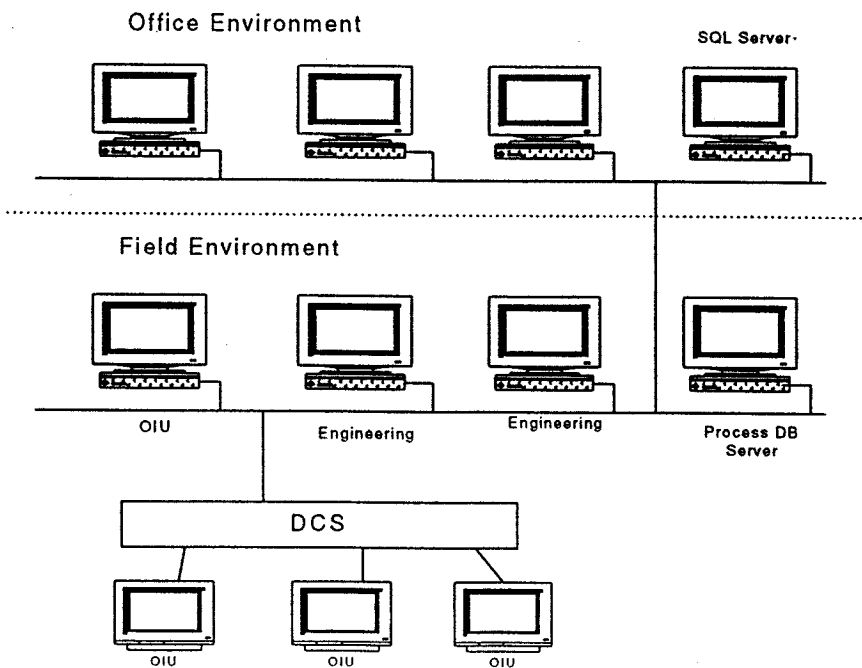 Office Environment
SQL Server
Field Environment
OIU
Engineering
Engineering
Process DB
Server
DCS
OIU
OIU
OIU